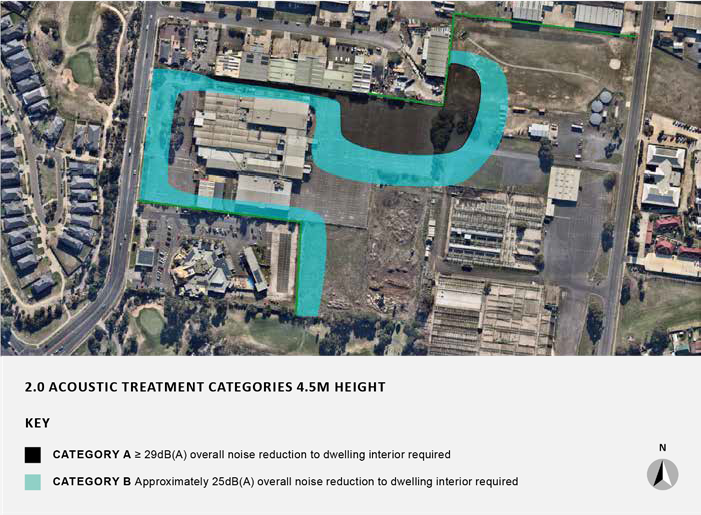 2.0 ACOUSTIC TREATMENT CATEGORIES 4.5M HEIGHT
KEY
CATEGORY A ≥ 29dB(A) overall noise reduction to dwelling interior required
CATEGORY B Approximately 25dB(A) overall noise reduction to dwelling interior required
N